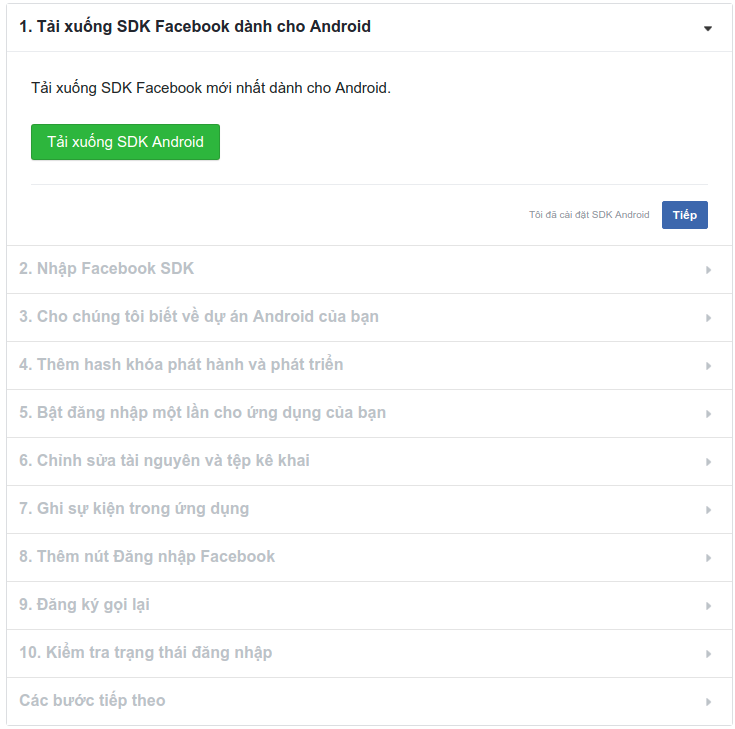 1. Tải xuống SDK Facebook dành cho Android
Tải xuống SDK Facebook mới nhất dành cho Android.
Tải xuống SDK Android
Tôi đã cài đặt SDK Android
Tiếp
2. Nhập Facebook SDK
3. Cho chúng tôi biết về dự án Android của bạn
4. Thêm hash khóa phát hành và phát triển
5. Bật đăng nhập một lần cho ứng dụng của bạn
6. Chỉnh sửa tài nguyên và tệp kê khai
7. Ghi sự kiện trong ứng dụng
8. Thêm nút Đăng nhập Facebook
9. Đăng ký gọi lại
10. Kiểm tra trạng thái đăng nhập
Các bước tiếp theo